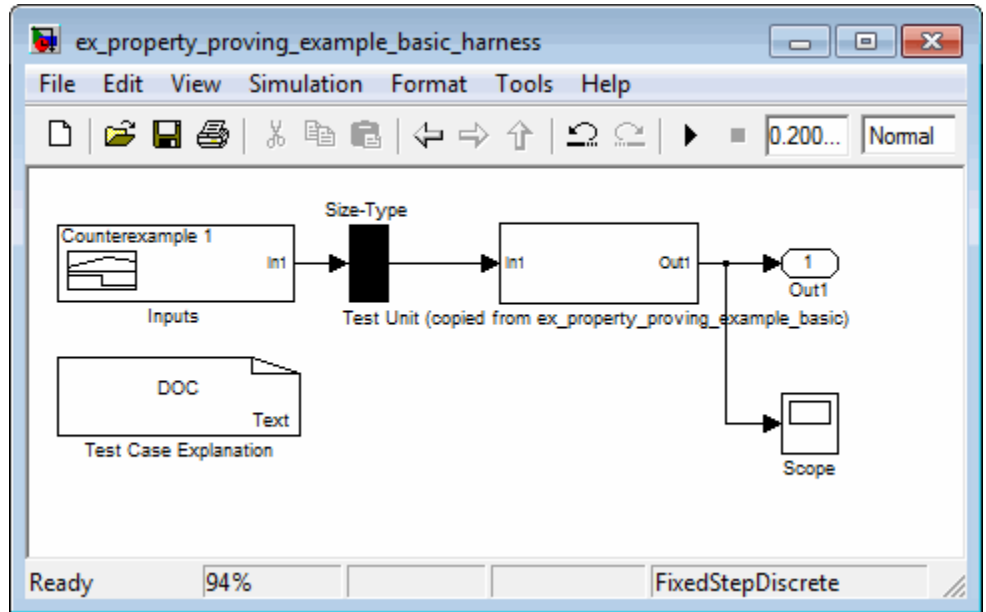 ex_property_proving_example_basic_harness
File Edit View Simulation Format Tools Help
0.200... Normal
Size-Type
Counterexample 1
In1
In1
Out1
1
Out1
Inputs
Test Unit (copied from ex_property_proving_example_basic)
DOC
Text
Test Case Explanation
Scope
Ready 94% FixedStepDiscrete